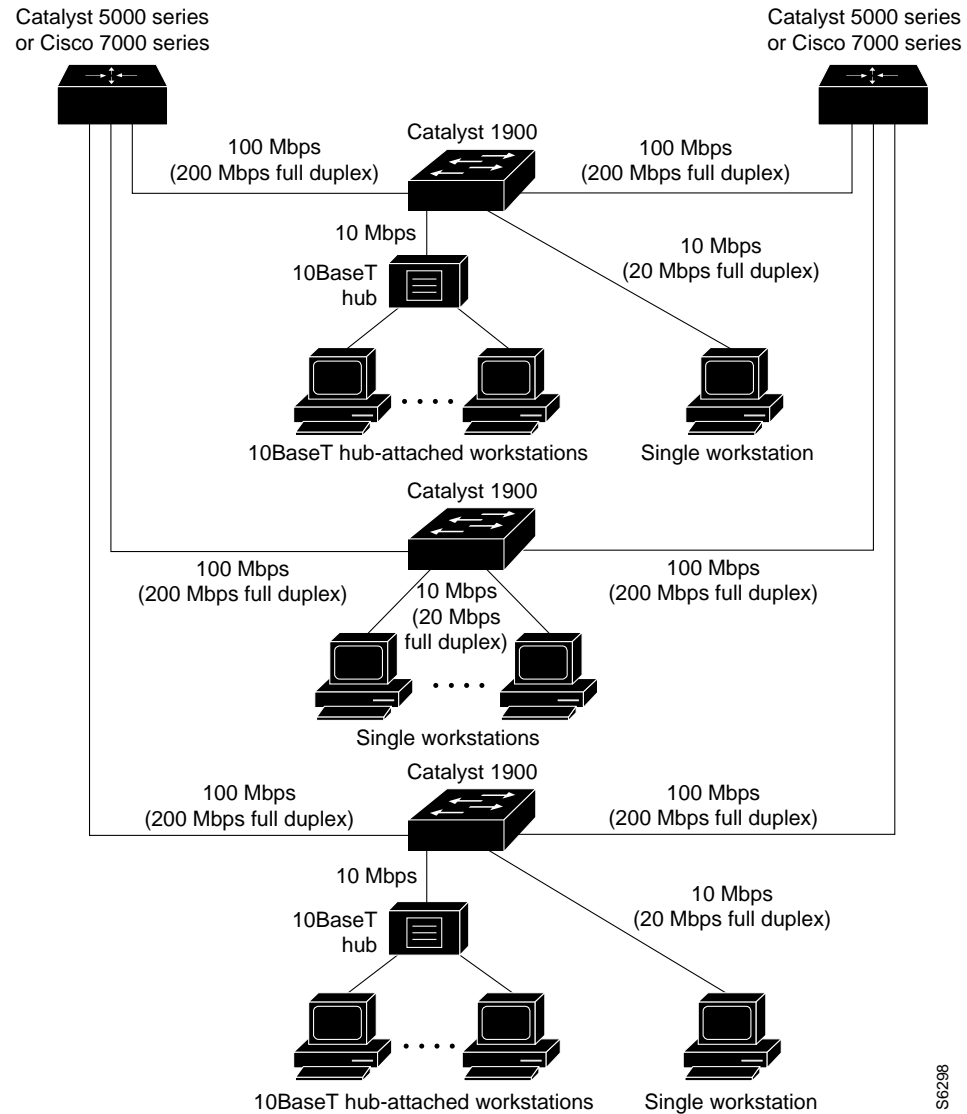 Catalyst 5000 series
or Cisco 7000 series
Catalyst 5000 series
or Cisco 7000 series
Catalyst 1900
100 Mbps
(200 Mbps full duplex)
100 Mbps
(200 Mbps full duplex)
10 Mbps
10 Mbps
(20 Mbps full duplex)
10BaseT
hub
10BaseT hub-attached workstations
Single workstation
Catalyst 1900
100 Mbps
(200 Mbps full duplex)
10 Mbps
(20 Mbps
full duplex)
100 Mbps
(200 Mbps full duplex)
Single workstations
Catalyst 1900
100 Mbps
(200 Mbps full duplex)
100 Mbps
(200 Mbps full duplex)
10 Mbps
10 Mbps
(20 Mbps full duplex)
10BaseT
hub
10BaseT hub-attached workstations
Single workstation
S6298